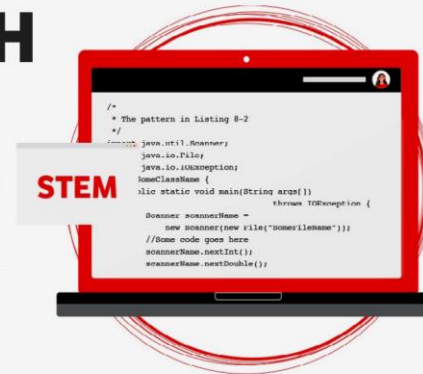 H
/*
* The pattern in Listing 8-2
*/
java.util.Scanner;
java.io.File;
java.io.IOException;
STEM
SomeClassName {
static void main(String args[])
throws IOException {
Scanner scannerName =
new Scanner(new File("SomeFileName"));
//Some code goes here
scannerName.nextInt();
scannerName.nextDouble();